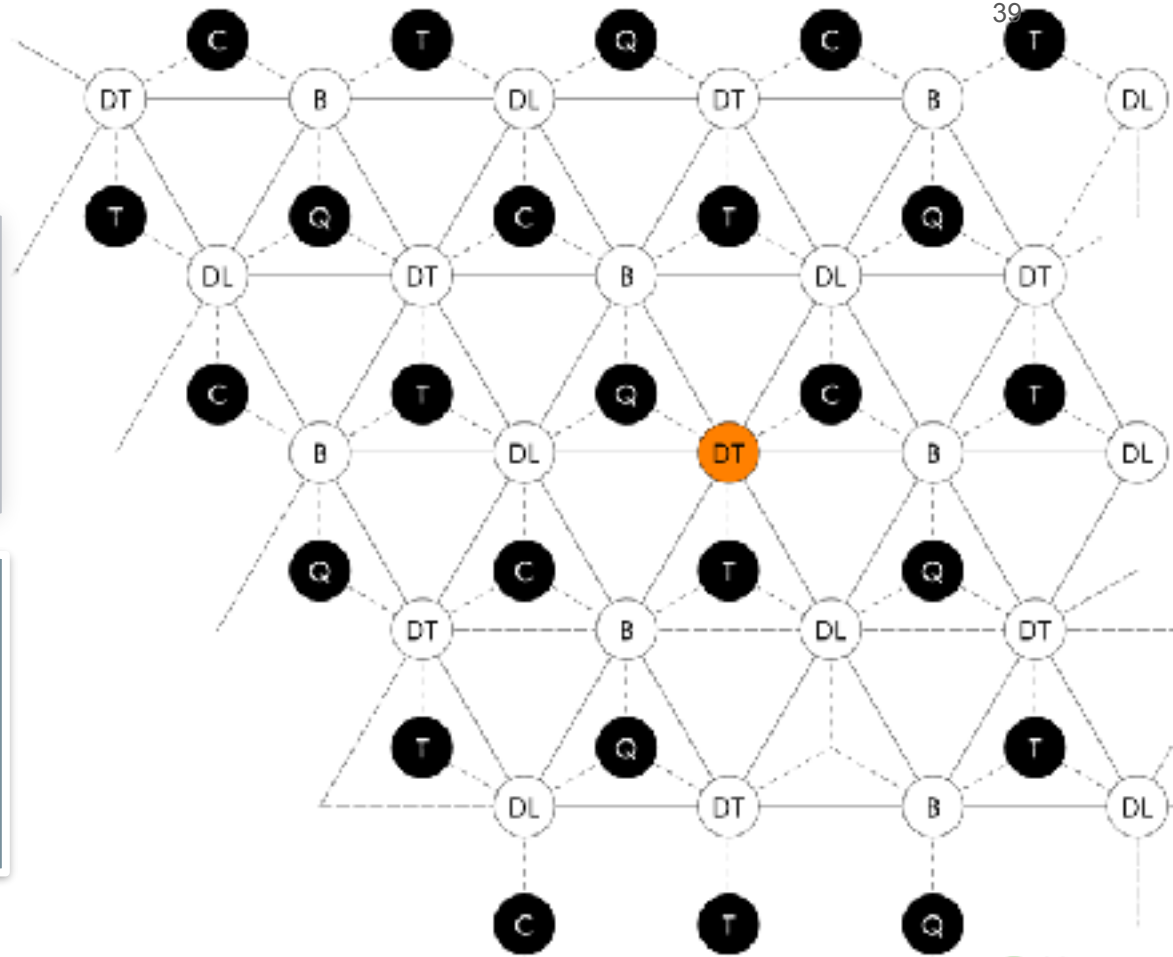 39
C T Q C T
DT B DL DT B DL
T Q C T Q
DL DT B DL DT
C T Q C T
B DL DT B DL
Q C T Q
DT B DL DT
T Q T
DL DT B DL
C T Q